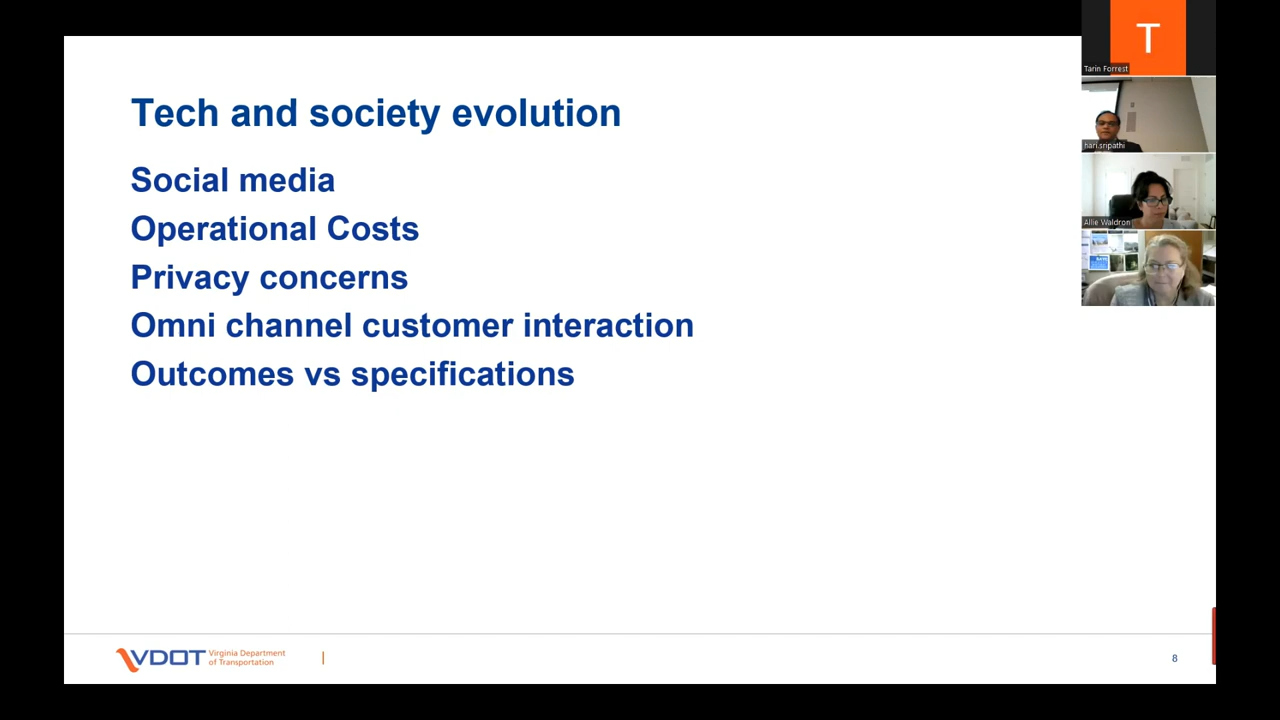 Tech and society evolution
Social media
Operational Costs
Privacy concerns
Omni channel customer interaction
Outcomes vs specifications
VDOT
Virginia Department
of Transportation
8
T
Tarin Forrest
hari.sripathi
Allie Waldron